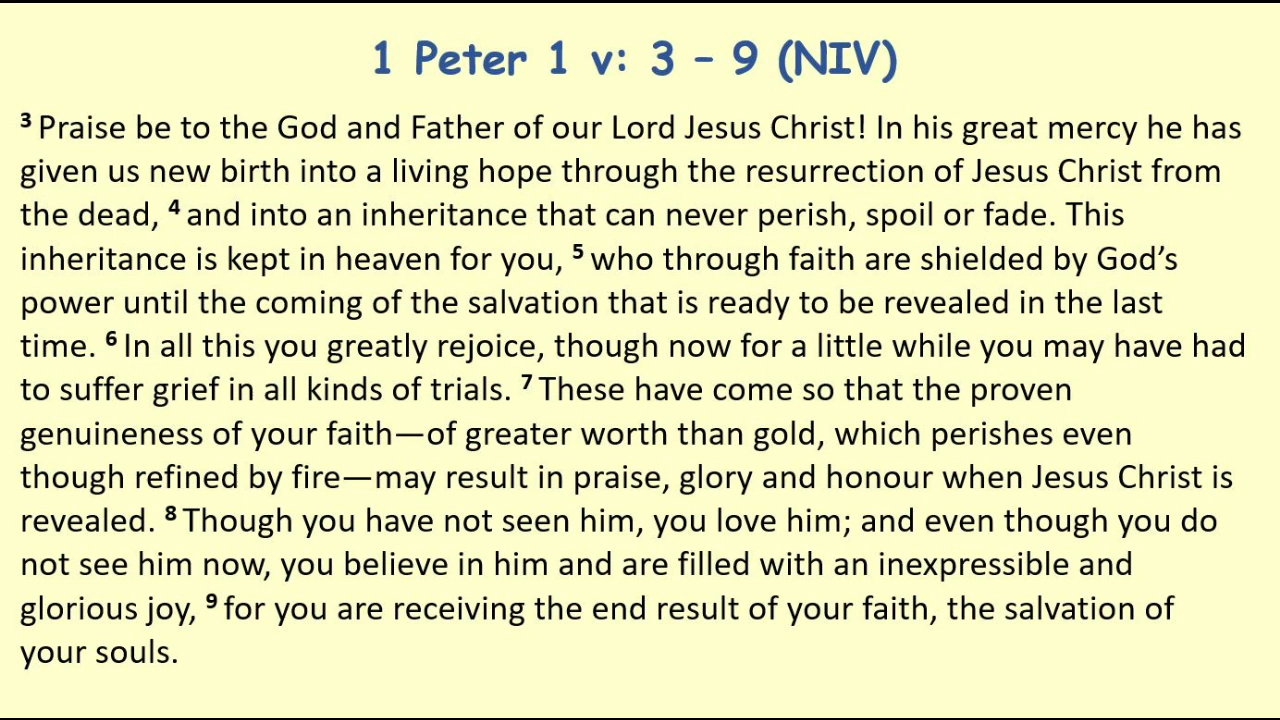 1 Peter 1 v: 3 – 9 (NIV)
³ Praise be to the God and Father of our Lord Jesus Christ! In his great mercy he has
given us new birth into a living hope through the resurrection of Jesus Christ from
the dead, ⁴ and into an inheritance that can never perish, spoil or fade. This
inheritance is kept in heaven for you, ⁵ who through faith are shielded by God’s
power until the coming of the salvation that is ready to be revealed in the last
time. ⁶ In all this you greatly rejoice, though now for a little while you may have had
to suffer grief in all kinds of trials. ⁷ These have come so that the proven
genuineness of your faith—of greater worth than gold, which perishes even
though refined by fire—may result in praise, glory and honour when Jesus Christ is
revealed. ⁸ Though you have not seen him, you love him; and even though you do
not see him now, you believe in him and are filled with an inexpressible and
glorious joy, ⁹ for you are receiving the end result of your faith, the salvation of
your souls.